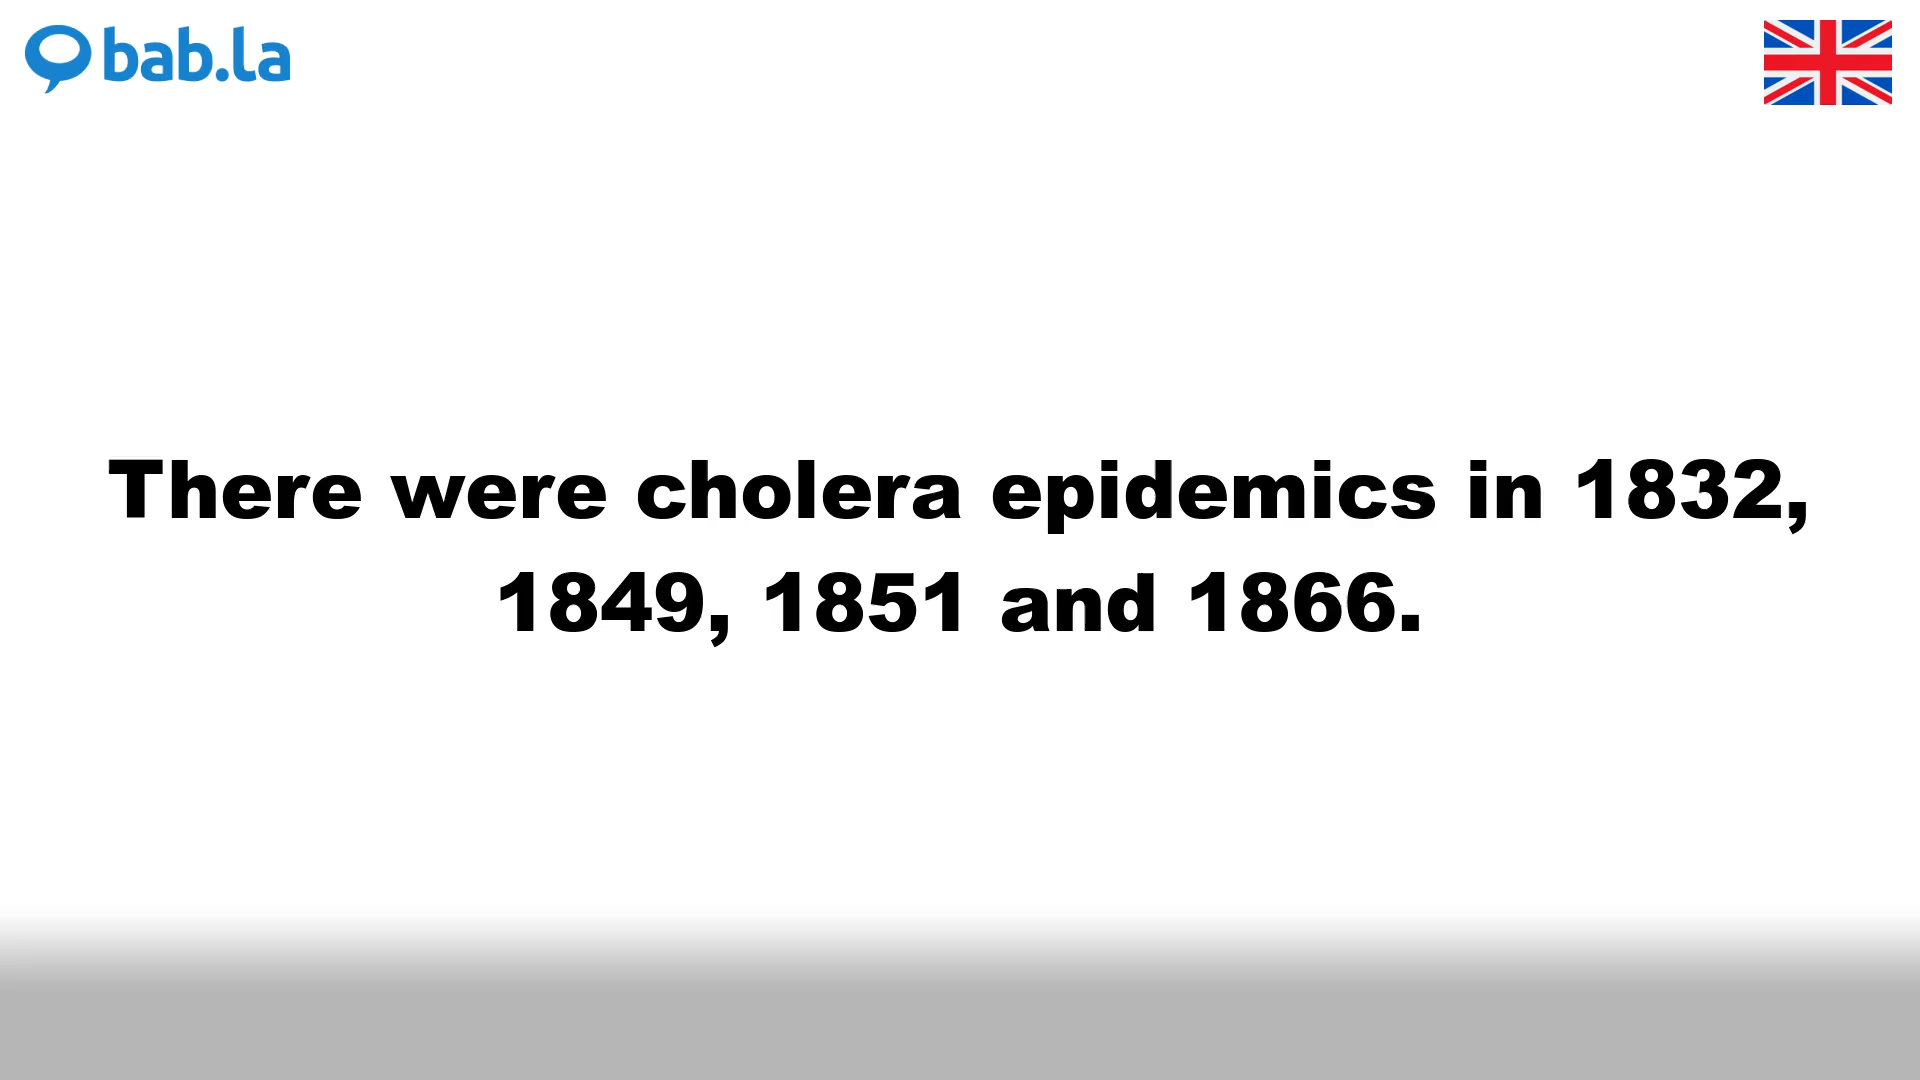 bab.la
There were cholera epidemics in 1832,
1849, 1851 and 1866.